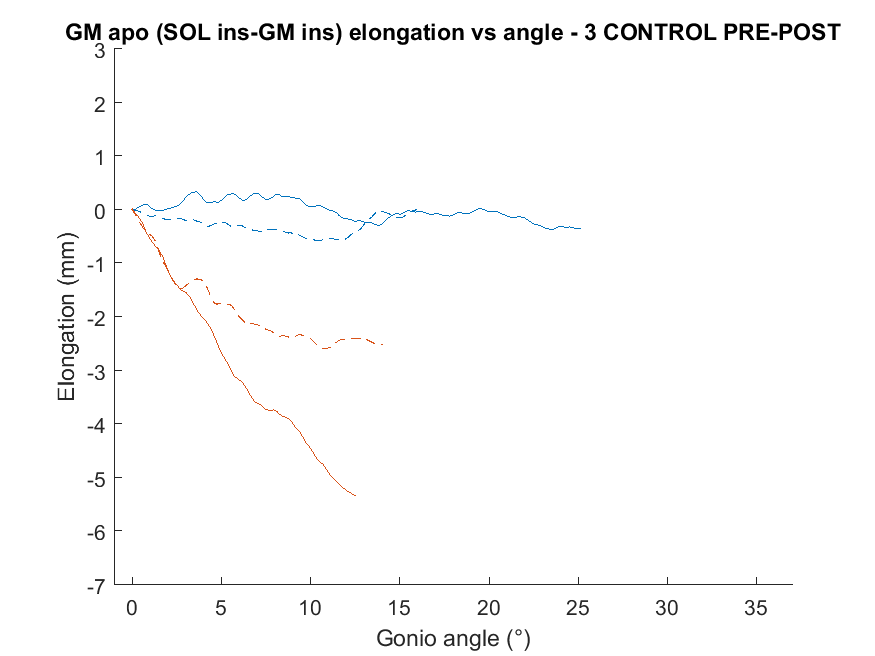 GM apo (SOL ins-GM ins) elongation vs angle - 3 CONTROL PRE-POST
3
2
1
0
-1
-2
-3
-4
-5
-6
-7
Elongation (mm)
0 5 10 15 20 25 30 35
Gonio angle (°)